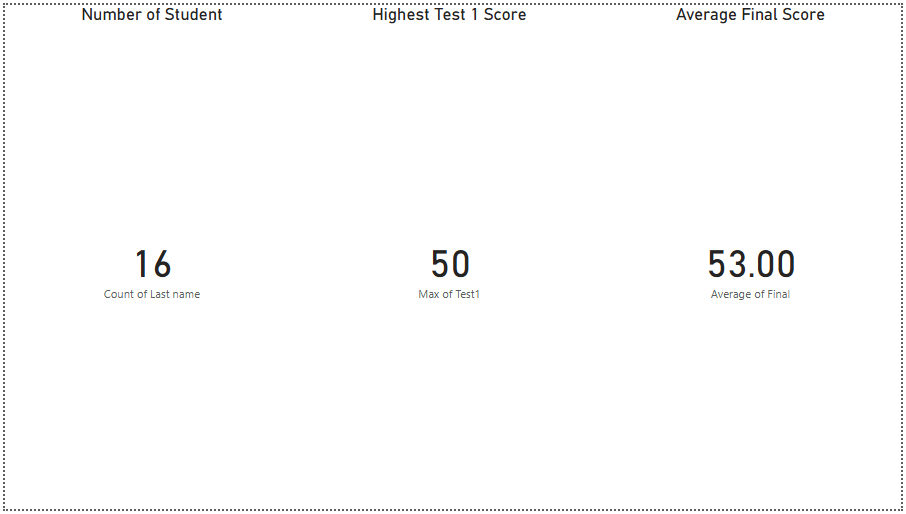 Number of Student
Highest Test 1 Score
Average Final Score
16
50
53.00
Count of Last name
Max of Test1
Average of Final